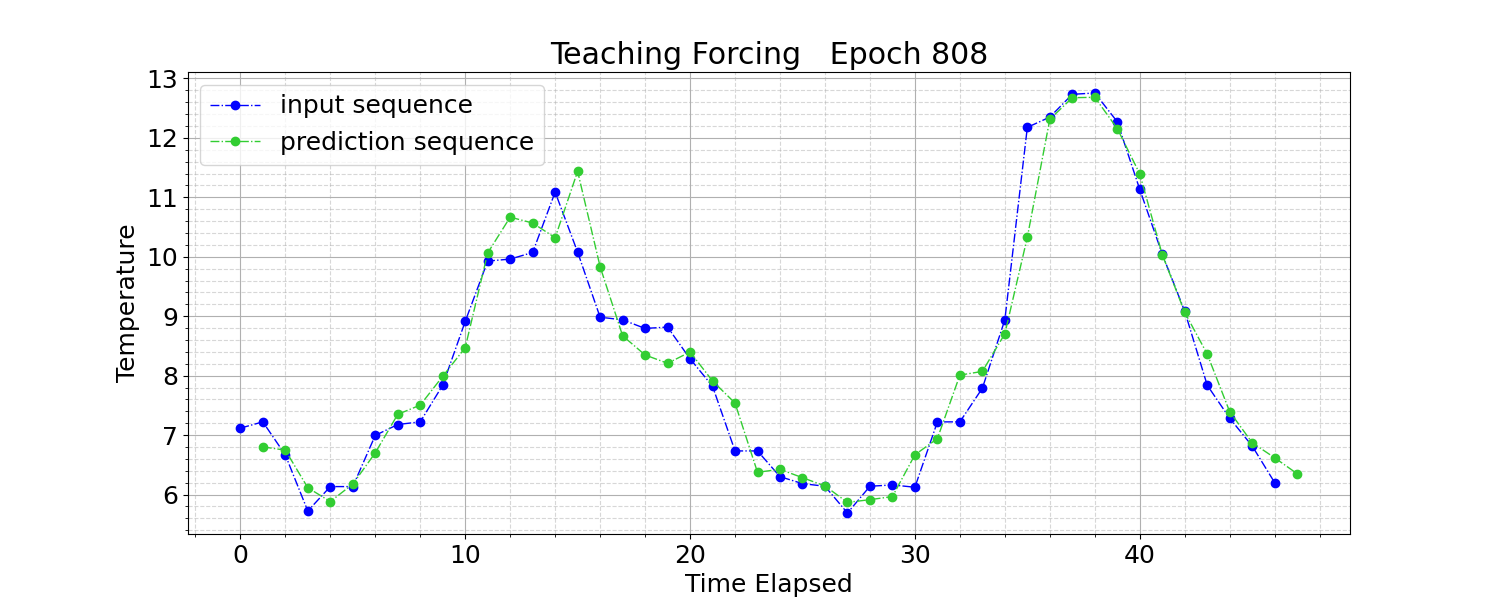 Teaching Forcing   Epoch 808
input sequence
prediction sequence
13
12
11
10
9
8
7
6
Temperature
0 10 20 30 40
Time Elapsed